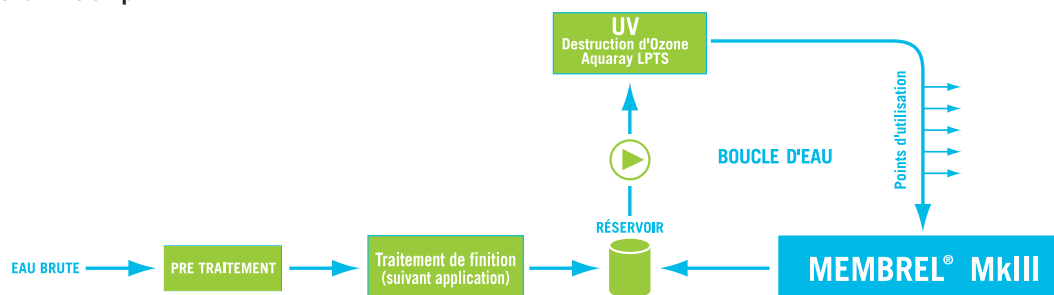 UV
Destruction d'Ozone
Aquaray LPTS
Points d'utilisation
BOUCLE D'EAU
RÉSERVOIR
EAU BRUTE
PRE TRAITEMENT
Traitement de finition
(suivant application)
MEMBREL® MkIII